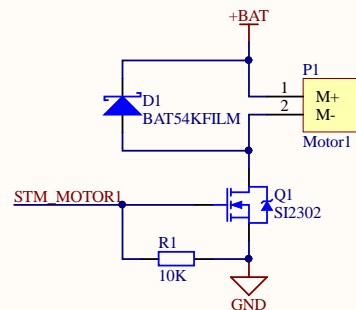 +BAT
P1
1
M+
2
M-
Motor1
D1
BAT54KFILM
STM_MOTOR1
Q1
SI2302
R1
10K
GND